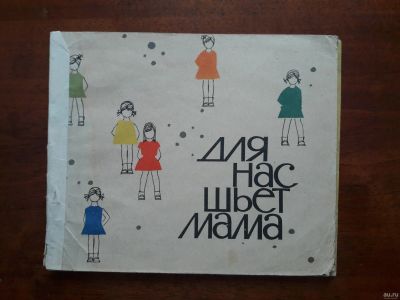 для
нас
шьет
мама
au.ru